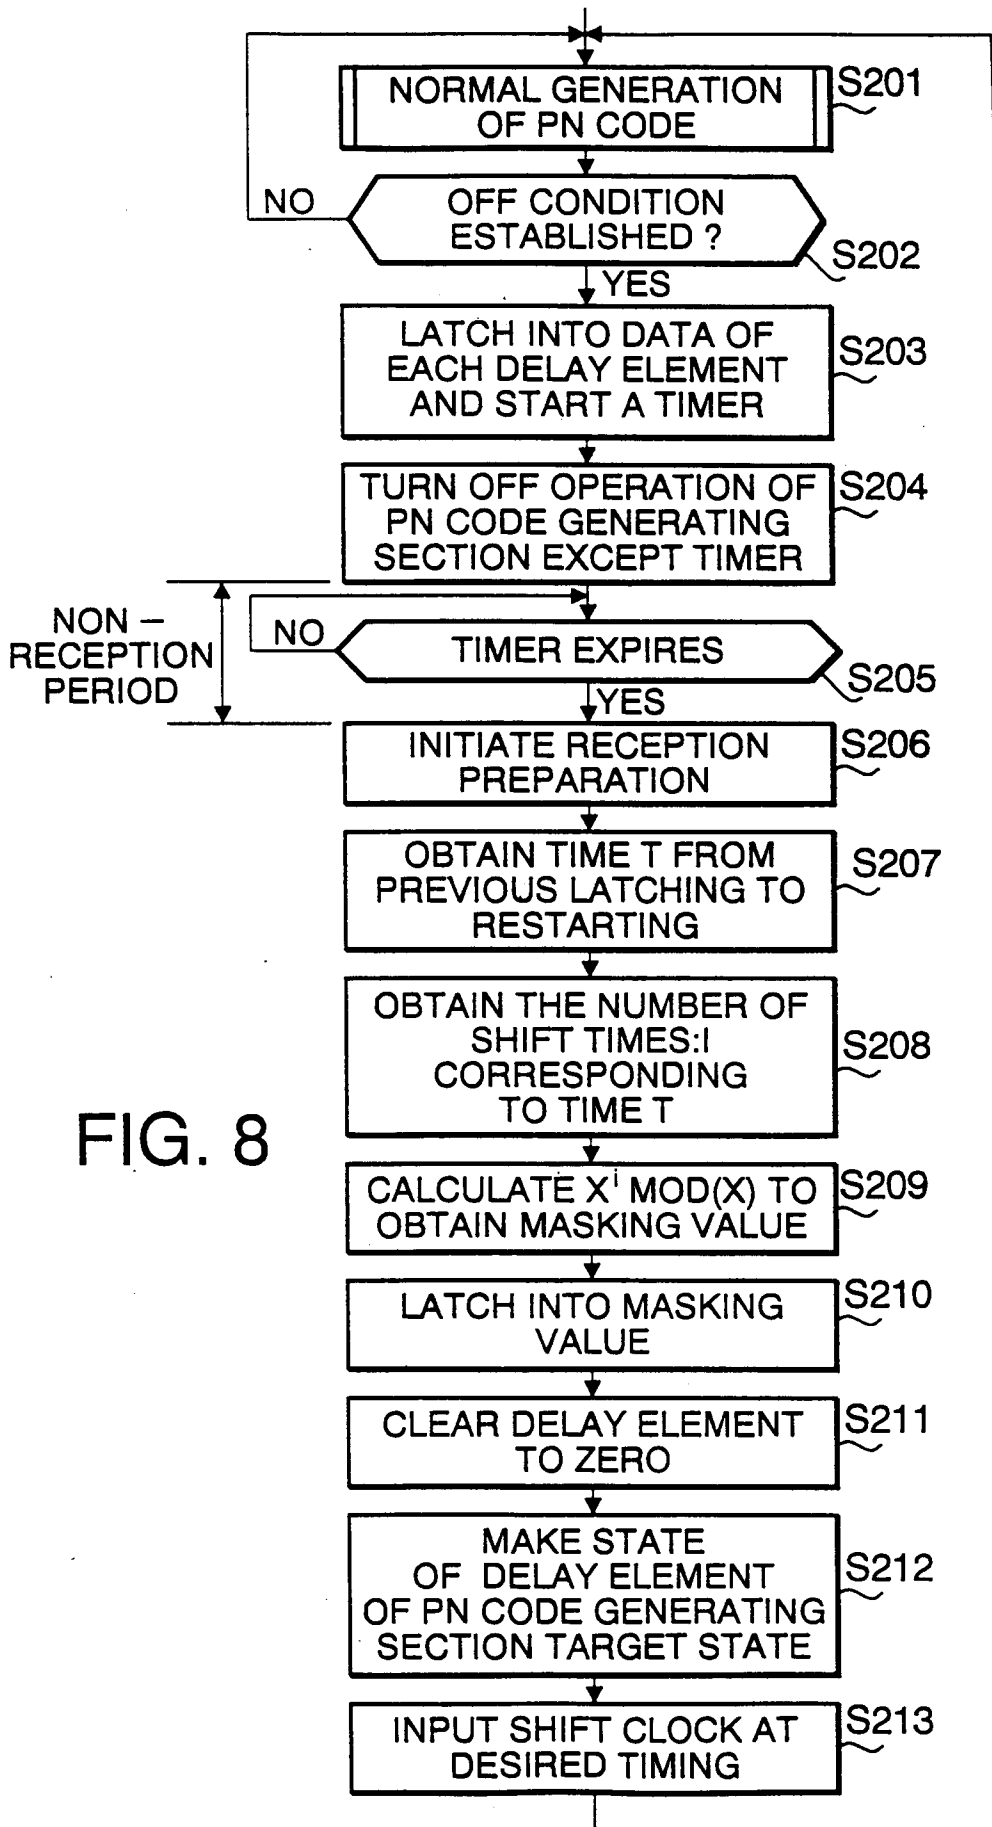 NORMAL GENERATION
OF PN CODE
S201
NO
OFF CONDITION
ESTABLISHED ?
S202
YES
LATCH INTO DATA OF
EACH DELAY ELEMENT
AND START A TIMER
S203
TURN OFF OPERATION OF
PN CODE GENERATING
SECTION EXCEPT TIMER
S204
NON –
RECEPTION
PERIOD
NO
TIMER EXPIRES
S205
YES
INITIATE RECEPTION
PREPARATION
S206
OBTAIN TIME T FROM
PREVIOUS LATCHING TO
RESTARTING
S207
OBTAIN THE NUMBER OF
SHIFT TIMES:I
CORRESPONDING
TO TIME T
S208
FIG. 8
CALCULATE Xⁱ MOD(X) TO
OBTAIN MASKING VALUE
S209
LATCH INTO MASKING
VALUE
S210
CLEAR DELAY ELEMENT
TO ZERO
S211
MAKE STATE
OF DELAY ELEMENT
OF PN CODE GENERATING
SECTION TARGET STATE
S212
INPUT SHIFT CLOCK AT
DESIRED TIMING
S213